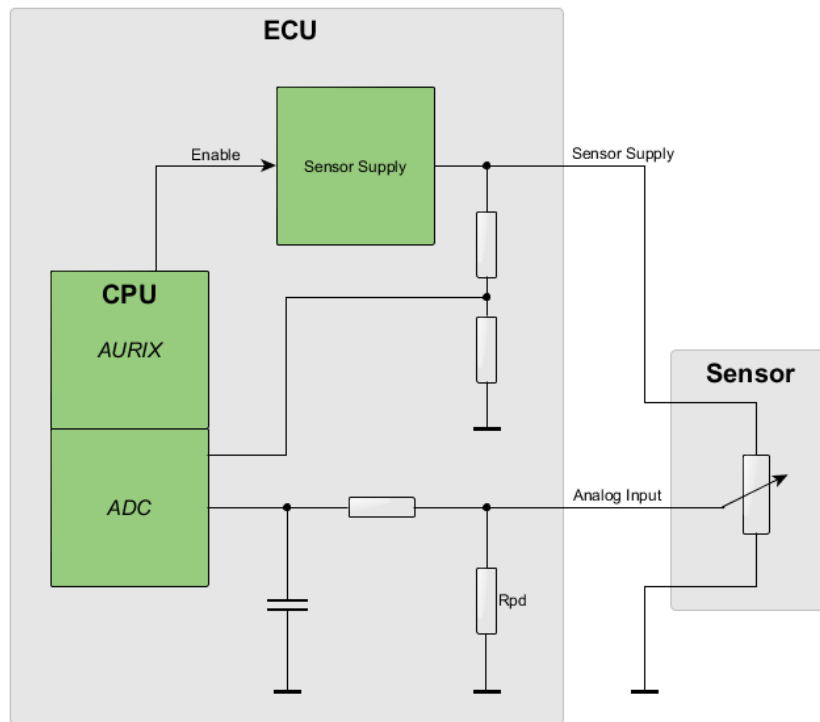 ECU
Enable
Sensor Supply
Sensor Supply
CPU
AURIX
Sensor
ADC
Analog Input
Rpd